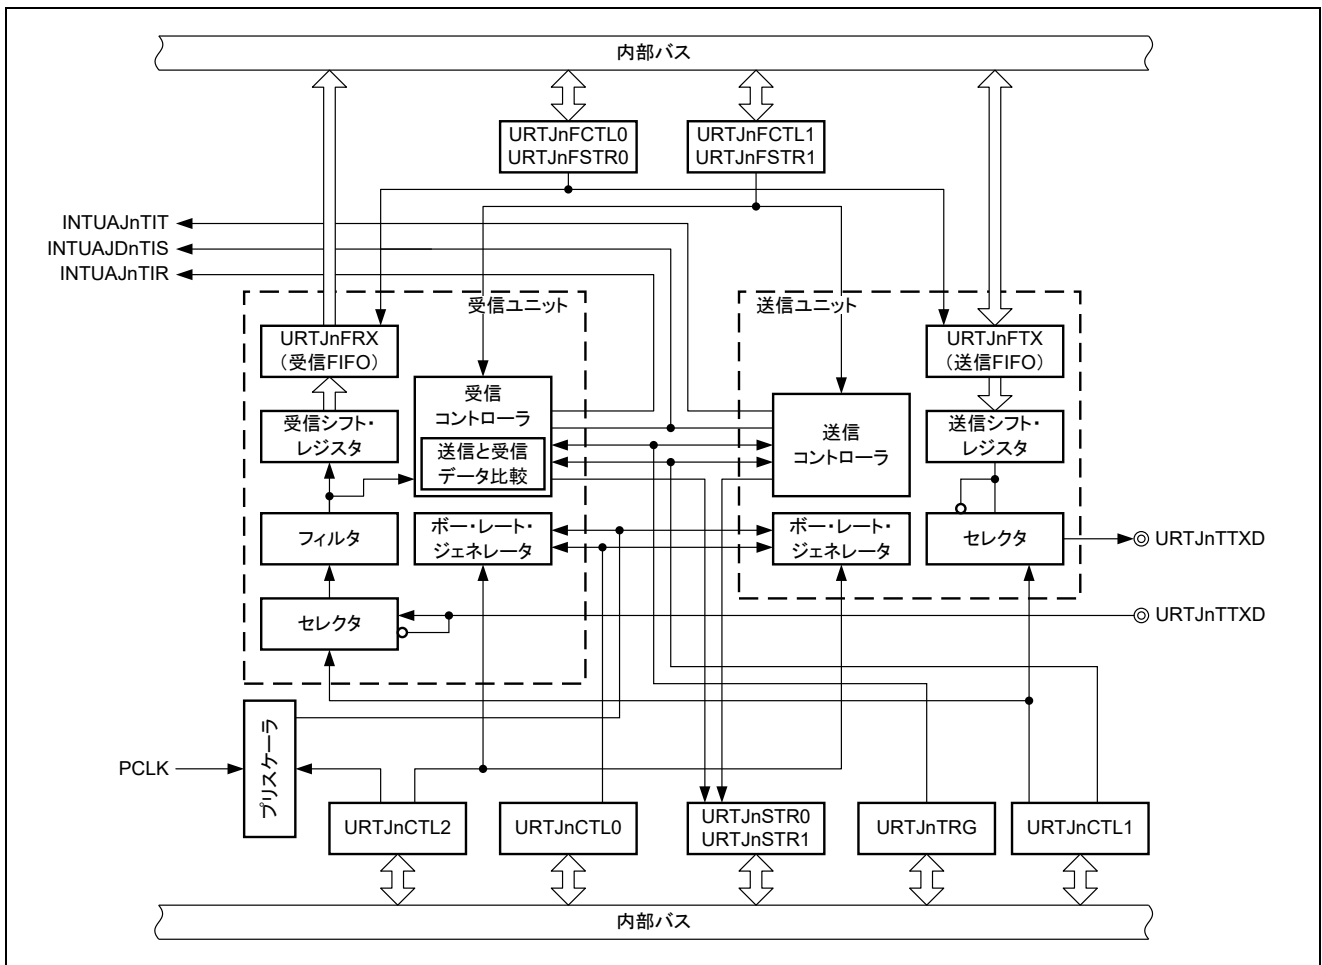 内部バス
URTJnFCTL0
URTJnFSTR0
URTJnFCTL1
URTJnFSTR1
INTUAJnTIT
INTUAJDnTIS
INTUAJnTIR
受信ユニット
送信ユニット
URTJnFRX
（受信FIFO）
URTJnFTX
（送信FIFO）
受信
コントローラ
受信シフト・
レジスタ
送信と受信
データ比較
送信
コントローラ
送信シフト・
レジスタ
フィルタ
ボー・レート・
ジェネレータ
ボー・レート・
ジェネレータ
セレクタ
URTJnTTXD
セレクタ
URTJnTTXD
PCLK
プリスケーラ
URTJnCTL2
URTJnCTL0
URTJnSTR0
URTJnSTR1
URTJnTRG
URTJnCTL1
内部バス